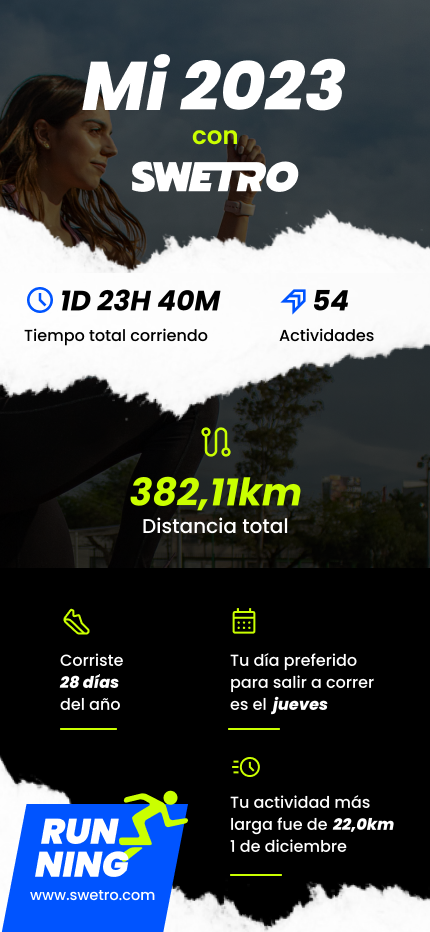 Mi 2023
con
SWETRO
1D 23H 40M
Tiempo total corriendo
54
Actividades
382,11km
Distancia total
Corriste
28 días
del año
Tu día preferido
para salir a correr
es el jueves
Tu actividad más
larga fue de 22,0km
1 de diciembre
RUN
NING
www.swetro.com